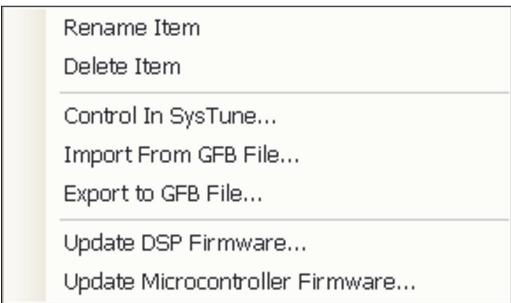 Rename Item
Delete Item
Control In SysTune...
Import From GFB File...
Export to GFB File...
Update DSP Firmware...
Update Microcontroller Firmware...